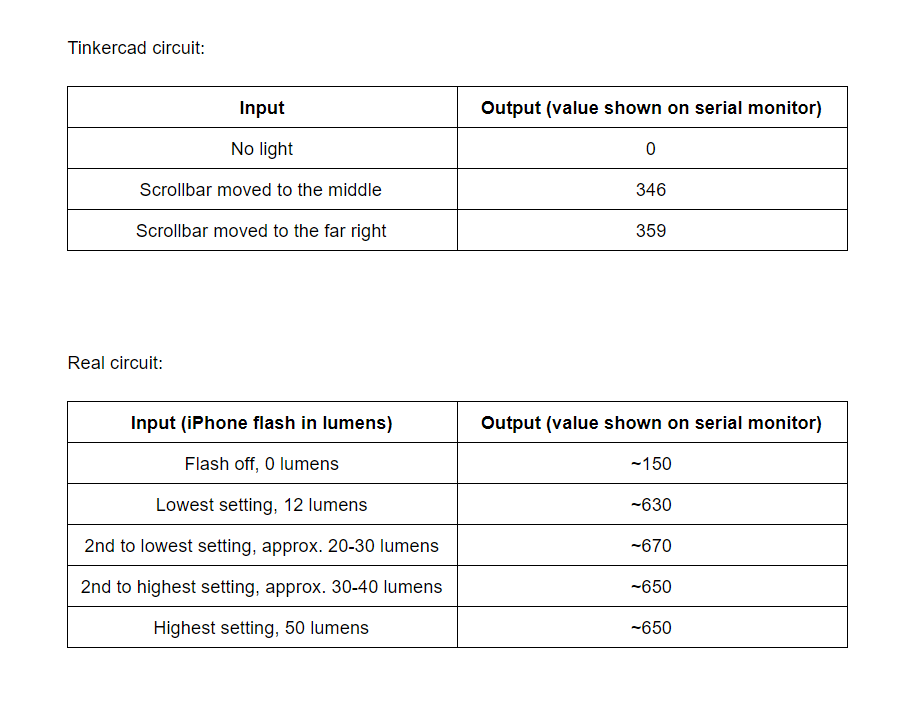 Tinkercad circuit:
Input Output (value shown on serial monitor)
No light 0
Scrollbar moved to the middle 346
Scrollbar moved to the far right 359
Real circuit:
Input (iPhone flash in lumens) Output (value shown on serial monitor)
Flash off, 0 lumens ~150
Lowest setting, 12 lumens ~630
2nd to lowest setting, approx. 20-30 lumens ~670
2nd to highest setting, approx. 30-40 lumens ~650
Highest setting, 50 lumens ~650